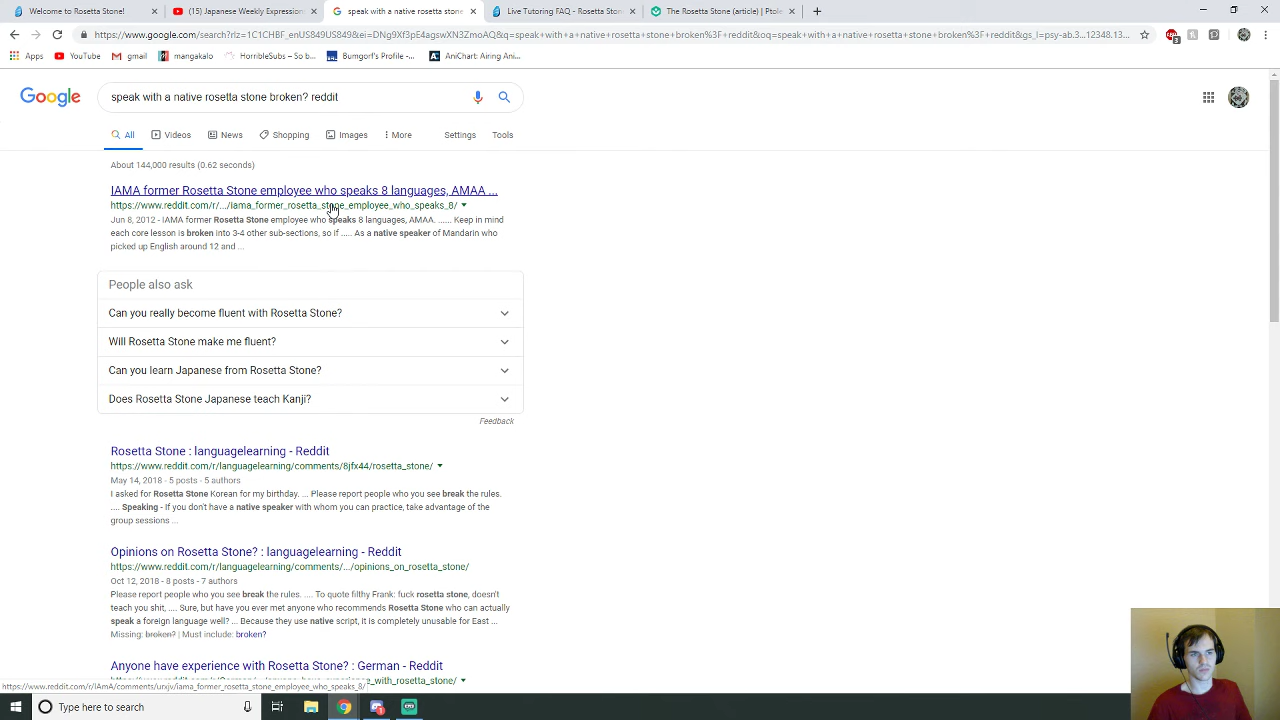 Welcome to Rosetta Stone!
(15) Japanese Weekly Expressions
speak with a native rosetta stone
Live Tutoring FAQ - Rosetta Ston
The Rosetta Stone (article) | Ptole
https://www.google.com/search?rlz=1C1CHBF_enUS849US849&ei=DNg9Xf3pE4agswXN3ZmoAQ&q=speak+with+a+native+rosetta+stone+broken%3F+reddit&oq=speak+with+a+native+rosetta+stone+broken%3F+reddit&gs_l=psy-ab.3...12348.13...
3
Apps
YouTube
gmail
mangakalo
HorribleSubs – So b...
Bumgorf's Profile -...
AniChart: Airing Ani...
Google
speak with a native rosetta stone broken? reddit
All
Videos
News
Shopping
Images
More
Settings
Tools
About 144,000 results (0.62 seconds)
IAMA former Rosetta Stone employee who speaks 8 languages, AMAA ...
https://www.reddit.com/r/.../iama_former_rosetta_stone_employee_who_speaks_8/
Jun 8, 2012 - IAMA former Rosetta Stone employee who speaks 8 languages, AMAA. ...... Keep in mind
each core lesson is broken into 3-4 other sub-sections, so if ..... As a native speaker of Mandarin who
picked up English around 12 and ...
People also ask
Can you really become fluent with Rosetta Stone?
Will Rosetta Stone make me fluent?
Can you learn Japanese from Rosetta Stone?
Does Rosetta Stone Japanese teach Kanji?
Feedback
Rosetta Stone : languagelearning - Reddit
https://www.reddit.com/r/languagelearning/comments/8jfx44/rosetta_stone/
May 14, 2018 - 5 posts - 5 authors
I asked for Rosetta Stone Korean for my birthday. ... Please report people who you see break the rules.
.... Speaking - If you don't have a native speaker with whom you can practice, take advantage of the
group sessions ...
Opinions on Rosetta Stone? : languagelearning - Reddit
https://www.reddit.com/r/languagelearning/comments/.../opinions_on_rosetta_stone/
Oct 12, 2018 - 8 posts - 7 authors
Please report people who you see break the rules. .... To quote filthy Frank: fuck rosetta stone, doesn't
teach you shit, .... Sure, but have you ever met anyone who recommends Rosetta Stone who can actually
speak a foreign language well? ... Because they use native script, it is completely unusable for East ...
Missing: broken? | Must include: broken?
Anyone have experience with Rosetta Stone? : German - Reddit
e_with_rosetta_stone/
https://www.reddit.com/r/IAmA/comments/urxjv/iama_former_rosetta_stone_employee_who_speaks_8/
Type here to search